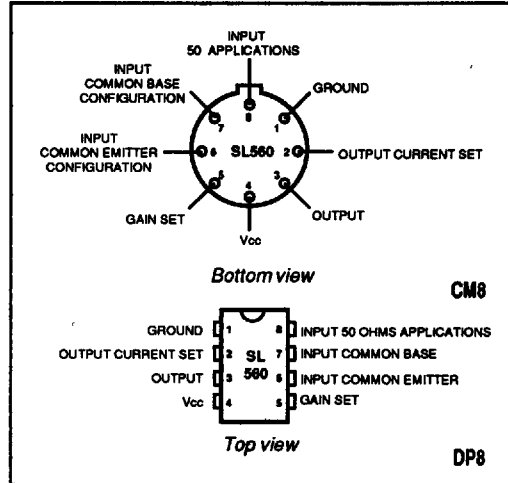 INPUT
50 APPLICATIONS
INPUT
COMMON BASE
CONFIGURATION
GROUND
8
7
1
INPUT
COMMON EMITTER
CONFIGURATION
6
SL560
2
OUTPUT CURRENT SET
5
4
3
GAIN SET
OUTPUT
Vcc
Bottom view
CM8
GROUND
1
8
INPUT 50 OHMS APPLICATIONS
OUTPUT CURRENT SET
2
SL
560
7
INPUT COMMON BASE
OUTPUT
3
6
INPUT COMMON EMITTER
Vcc
4
5
GAIN SET
Top view
DP8